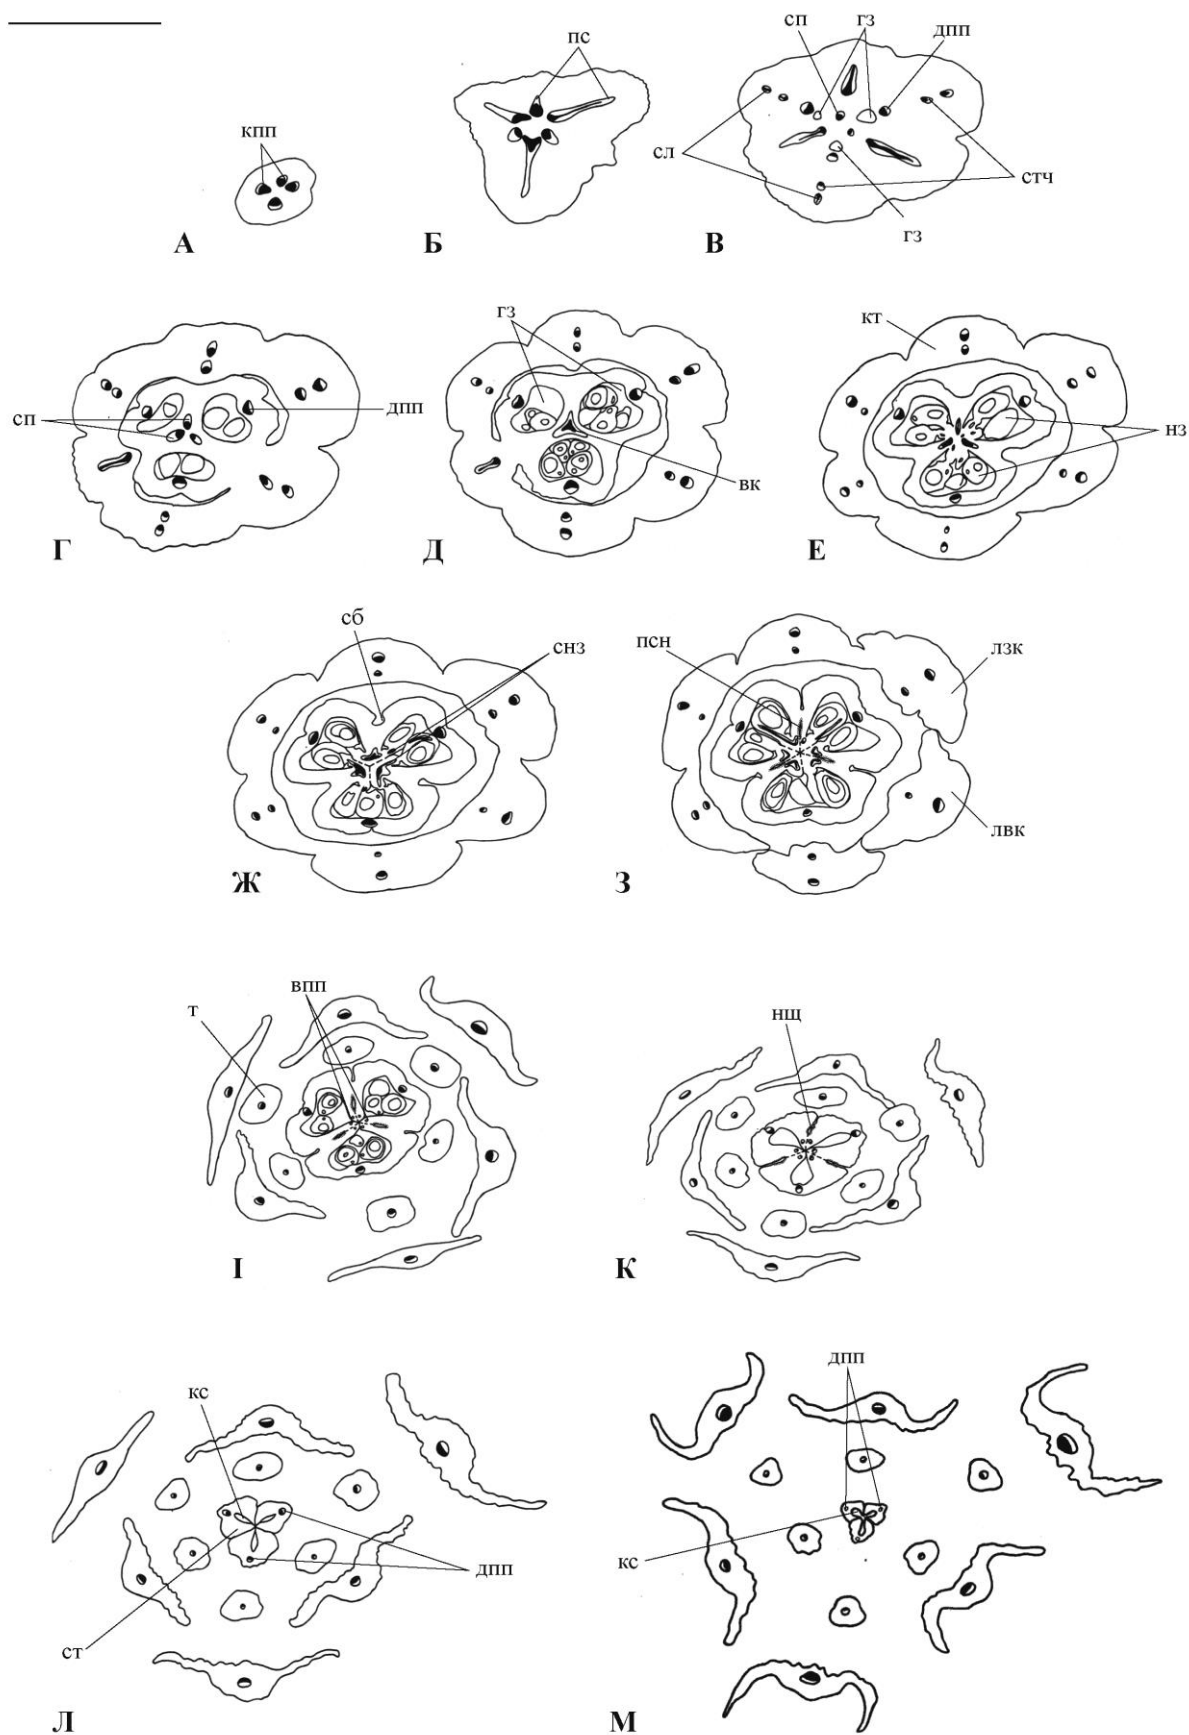 пс
сп гз дпп
кпп
сл
стч
гз
А Б В
гз
кт
дпп
сп
нз
вк
Г Д Е
сб
снз
псн
лзк
лвк
Ж З
впп
т
нщ
І К
дпп
кс
дпп
кс
ст
Л М